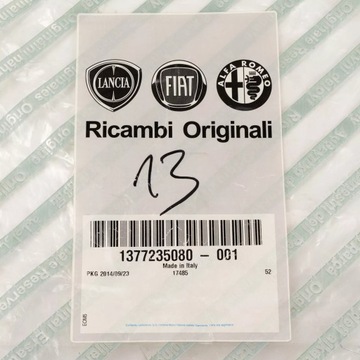 LANCIA FIAT ALFA ROMEO
Ricambi Originali
13
1377235080 - 001
Made in Italy
PKG 2014/09/23 17485 52